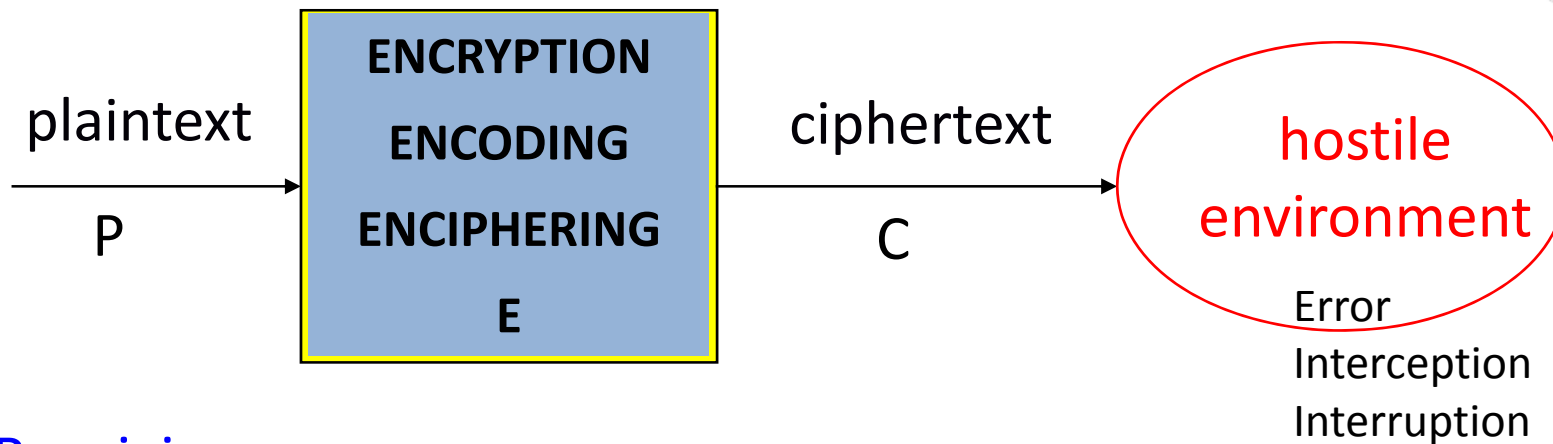 plaintext
P
ENCRYPTION
ENCODING
ENCIPHERING
E
ciphertext
C
hostile
environment
Error
Interception
Interruption